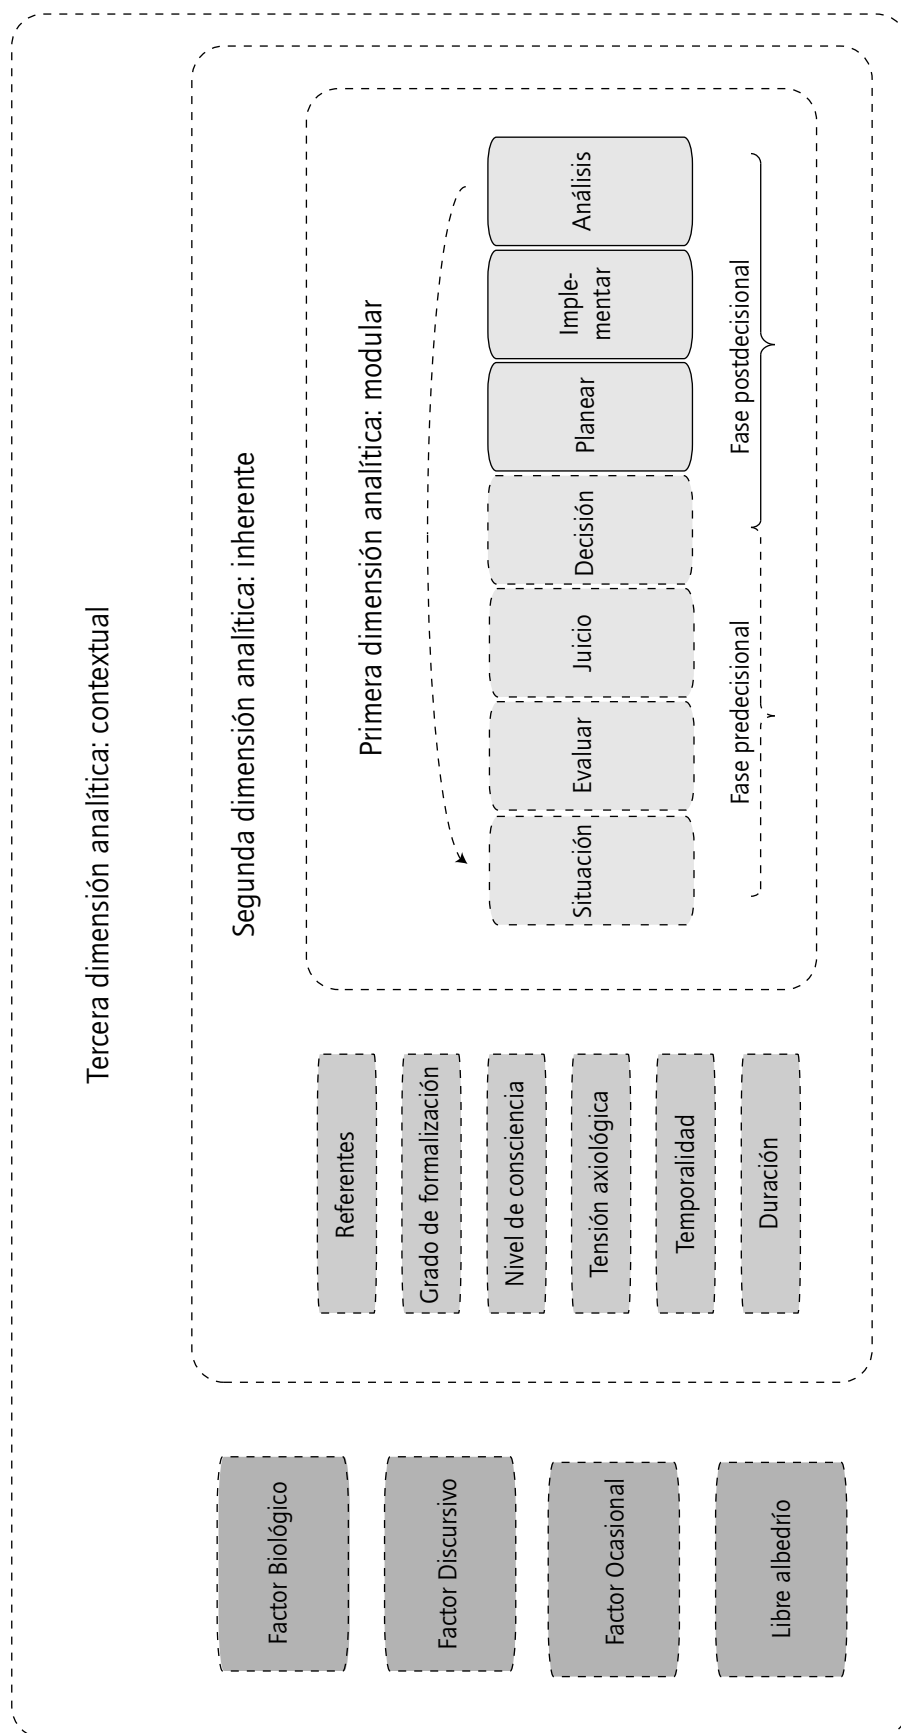 Tercera dimensión analítica: contextual
Factor Biológico
Factor Discursivo
Factor Ocasional
Libre albedrío
Segunda dimensión analítica: inherente
Referentes
Grado de formalización
Nivel de consciencia
Tensión axiológica
Temporalidad
Duración
Primera dimensión analítica: modular
Situación
Evaluar
Juicio
Decisión
Planear
Imple-
mentar
Análisis
Fase predecisional
Fase postdecisional